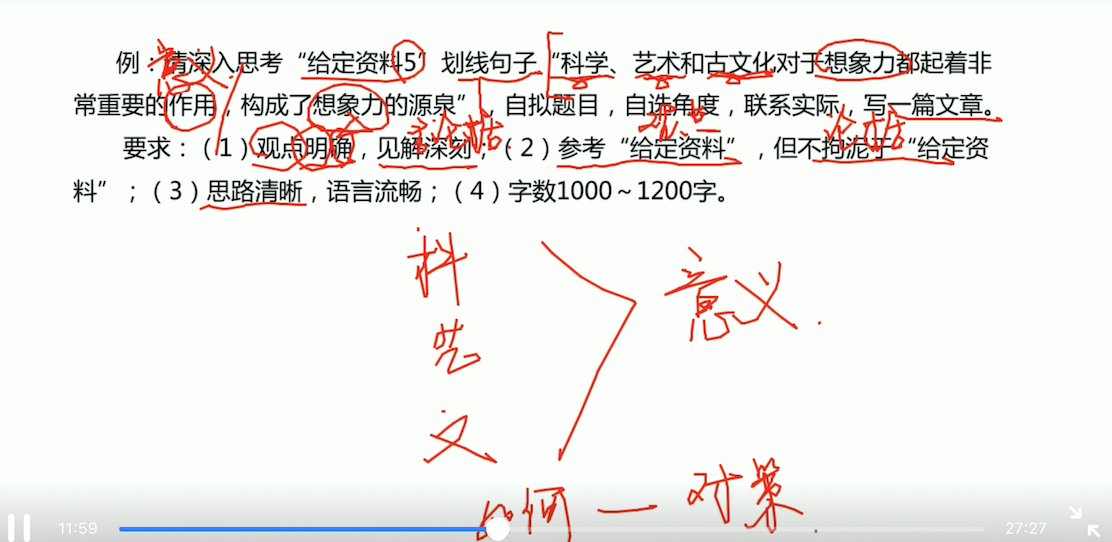 例：请深入思考“给定资料5”划线句子“科学、艺术和古文化对于想象力都起着非
常重要的作用，构成了想象力的源泉”，自拟题目，自选角度，联系实际，写一篇文章。
要求：（1）观点明确，见解深刻；（2）参考“给定资料”，但不拘泥于“给定资
料”；（3）思路清晰，语言流畅；（4）字数1000～1200字。
意义
论据
论据
科
艺
文
意义
如何 — 对策
11:59
27:27